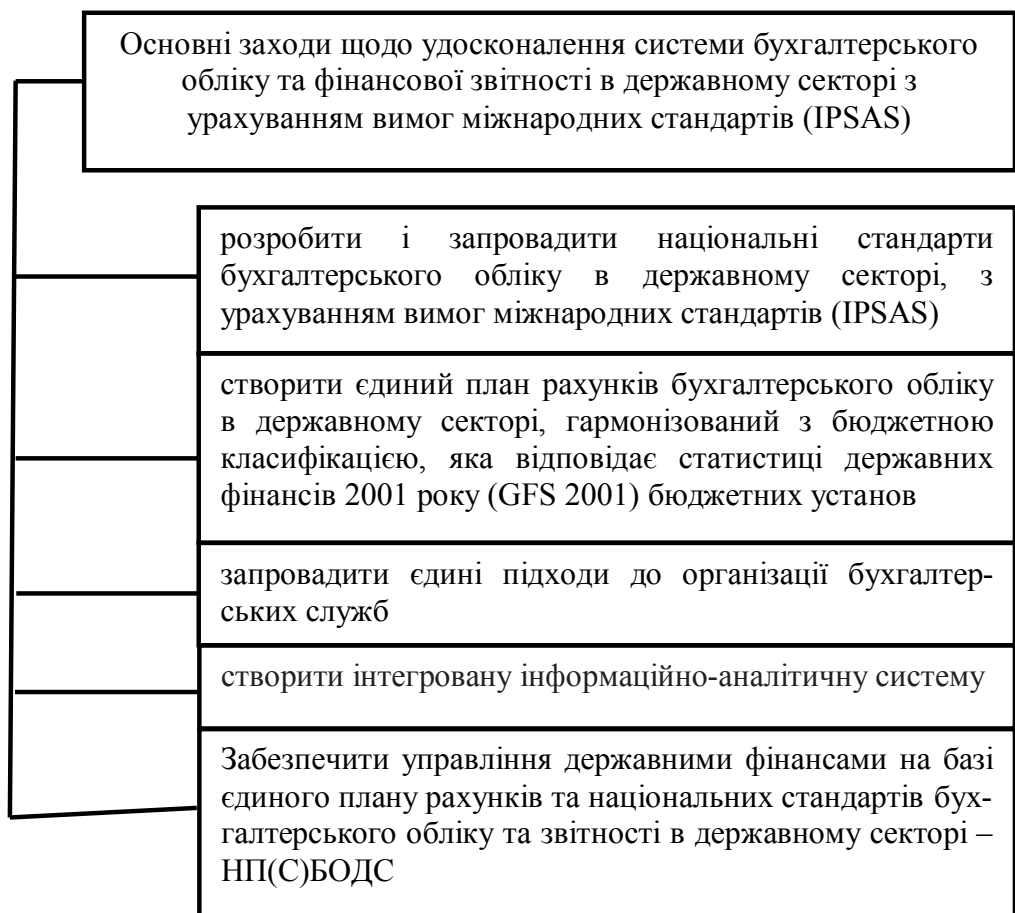 Основні заходи щодо удосконалення системи бухгалтерського
обліку та фінансової звітності в державному секторі з
урахуванням вимог міжнародних стандартів (IPSAS)
розробити і запровадити національні стандарти
бухгалтерського обліку в державному секторі, з
урахуванням вимог міжнародних стандартів (IPSAS)
створити єдиний план рахунків бухгалтерського обліку
в державному секторі, гармонізований з бюджетною
класифікацією, яка відповідає статистиці державних
фінансів 2001 року (GFS 2001) бюджетних установ
запровадити єдині підходи до організації бухгалтер-
ських служб
створити інтегровану інформаційно-аналітичну систему
Забезпечити управління державними фінансами на базі
єдиного плану рахунків та національних стандартів бух-
галтерського обліку та звітності в державному секторі –
НП(С)БОДС